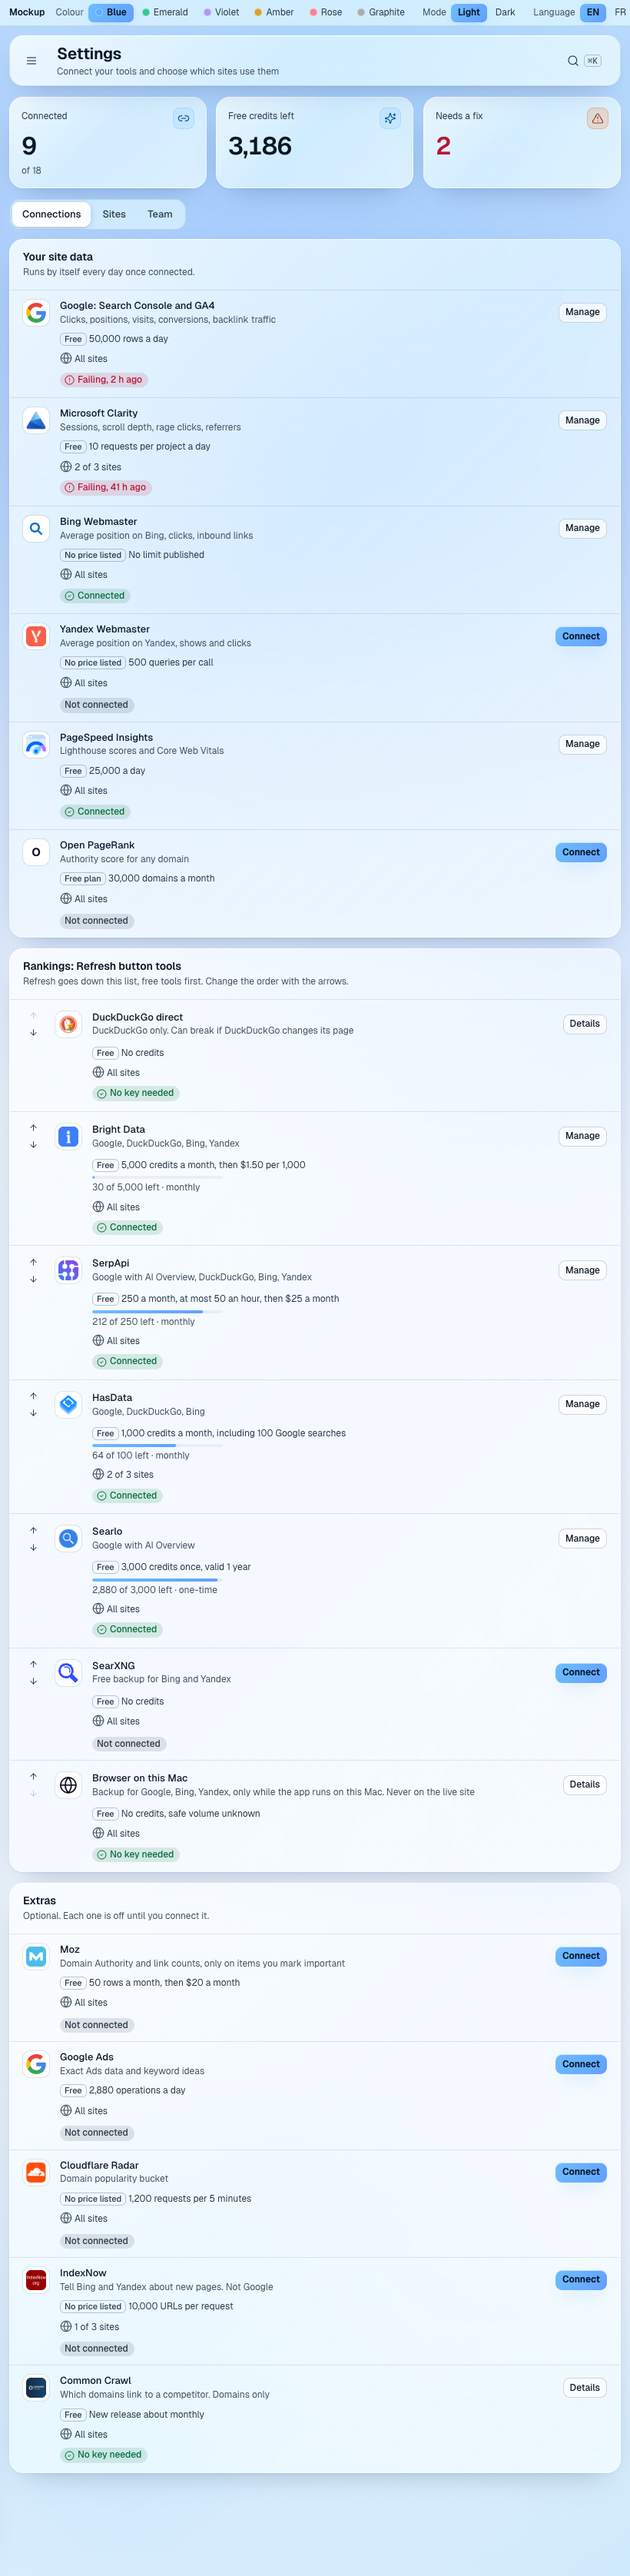 Mockup Colour Blue Emerald Violet Amber Rose Graphite Mode Light Dark Language EN FR
Settings
Connect your tools and choose which sites use them
⌘K
Connected
9
of 18
Free credits left
3,186
Needs a fix
2
Connections Sites Team
Your site data
Runs by itself every day once connected.
Google: Search Console and GA4
Clicks, positions, visits, conversions, backlink traffic
Free 50,000 rows a day
All sites
Failing, 2 h ago
Manage
Microsoft Clarity
Sessions, scroll depth, rage clicks, referrers
Free 10 requests per project a day
2 of 3 sites
Failing, 41 h ago
Manage
Bing Webmaster
Average position on Bing, clicks, inbound links
No price listed No limit published
All sites
Connected
Manage
Yandex Webmaster
Average position on Yandex, shows and clicks
No price listed 500 queries per call
All sites
Not connected
Connect
PageSpeed Insights
Lighthouse scores and Core Web Vitals
Free 25,000 a day
All sites
Connected
Manage
O
Open PageRank
Authority score for any domain
Free plan 30,000 domains a month
All sites
Not connected
Connect
Rankings: Refresh button tools
Refresh goes down this list, free tools first. Change the order with the arrows.
DuckDuckGo direct
DuckDuckGo only. Can break if DuckDuckGo changes its page
Free No credits
All sites
No key needed
Details
Bright Data
Google, DuckDuckGo, Bing, Yandex
Free 5,000 credits a month, then $1.50 per 1,000
30 of 5,000 left · monthly
All sites
Connected
Manage
SerpApi
Google with AI Overview, DuckDuckGo, Bing, Yandex
Free 250 a month, at most 50 an hour, then $25 a month
212 of 250 left · monthly
All sites
Connected
Manage
HasData
Google, DuckDuckGo, Bing
Free 1,000 credits a month, including 100 Google searches
64 of 100 left · monthly
2 of 3 sites
Connected
Manage
Searlo
Google with AI Overview
Free 3,000 credits once, valid 1 year
2,880 of 3,000 left · one-time
All sites
Connected
Manage
SearXNG
Free backup for Bing and Yandex
Free No credits
All sites
Not connected
Connect
Browser on this Mac
Backup for Google, Bing, Yandex, only while the app runs on this Mac. Never on the live site
Free No credits, safe volume unknown
All sites
No key needed
Details
Extras
Optional. Each one is off until you connect it.
Moz
Domain Authority and link counts, only on items you mark important
Free 50 rows a month, then $20 a month
All sites
Not connected
Connect
Google Ads
Exact Ads data and keyword ideas
Free 2,880 operations a day
All sites
Not connected
Connect
Cloudflare Radar
Domain popularity bucket
No price listed 1,200 requests per 5 minutes
All sites
Not connected
Connect
IndexNow
Tell Bing and Yandex about new pages. Not Google
No price listed 10,000 URLs per request
1 of 3 sites
Not connected
Connect
Common Crawl
Which domains link to a competitor. Domains only
Free New release about monthly
All sites
No key needed
Details